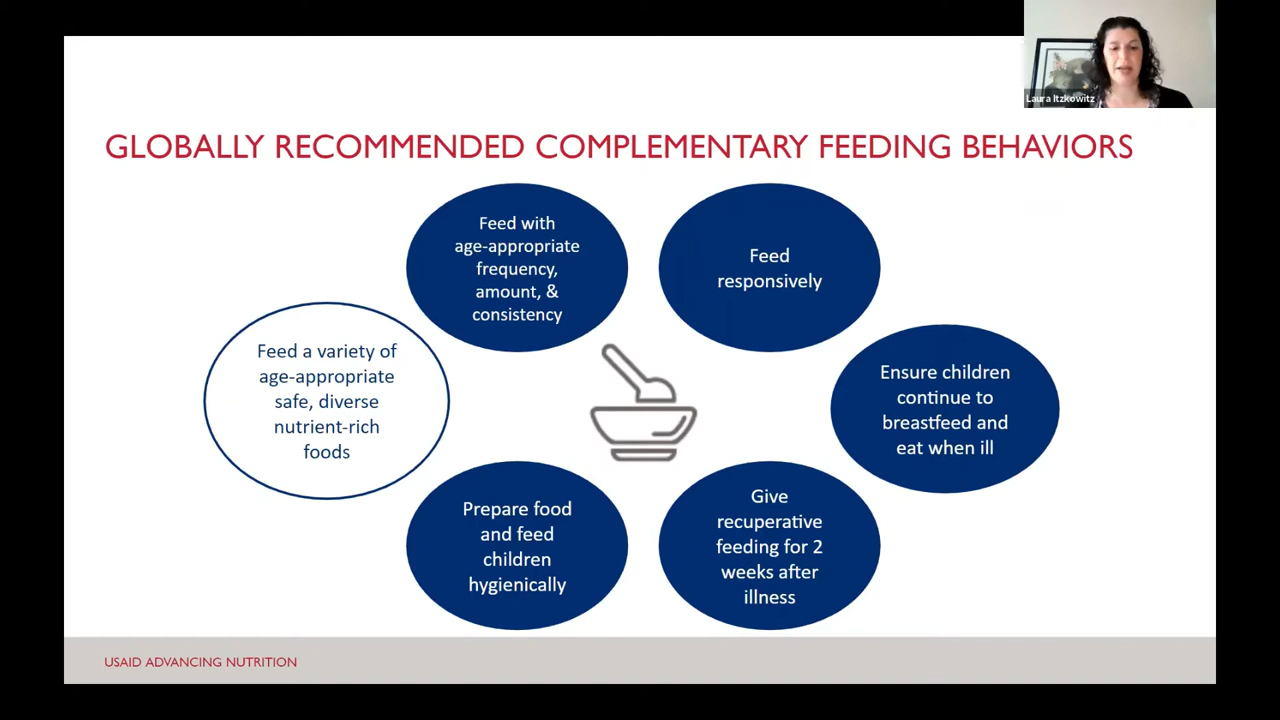 Laura Itzkowitz
GLOBALLY RECOMMENDED COMPLEMENTARY FEEDING BEHAVIORS
Feed with
age-appropriate
frequency,
amount, &
consistency
Feed
responsively
Feed a variety of
age-appropriate
safe, diverse
nutrient-rich
foods
Ensure children
continue to
breastfeed and
eat when ill
Prepare food
and feed
children
hygienically
Give
recuperative
feeding for 2
weeks after
illness
USAID ADVANCING NUTRITION